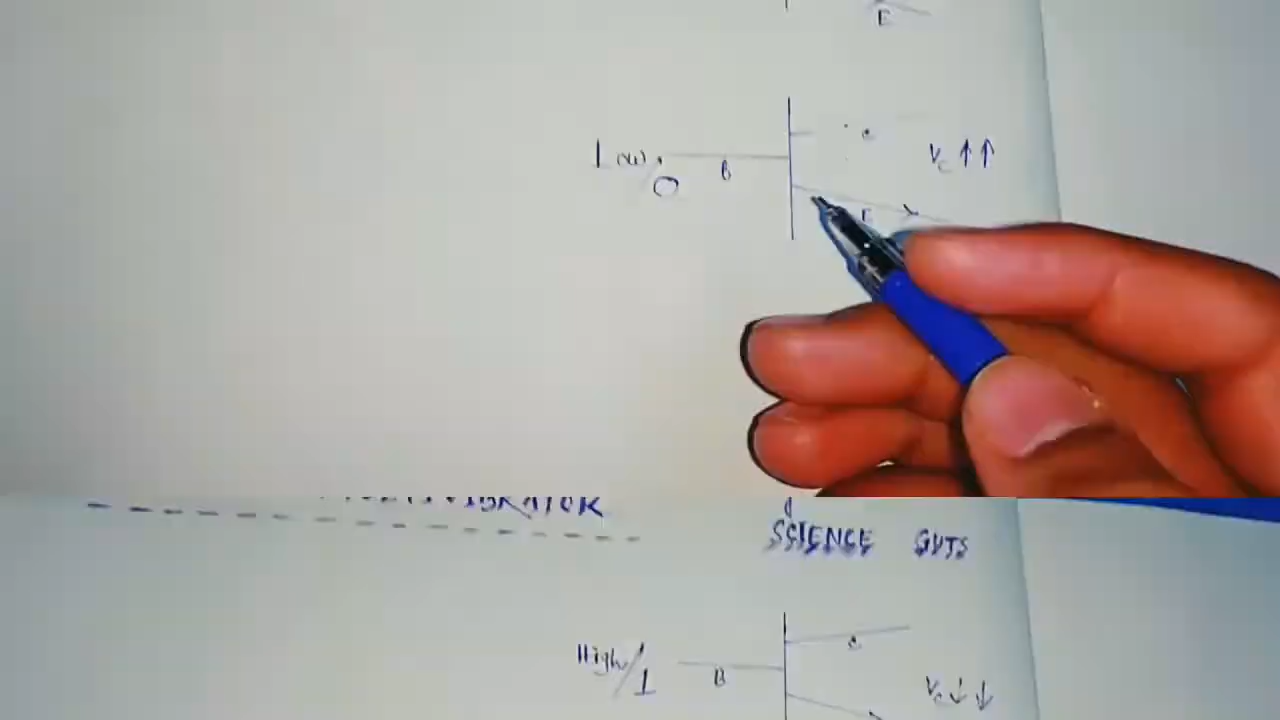 E
C
Low/0 B VC ↑↑
E
SCIENCE GUTS
C
High/1 B VC ↓↓